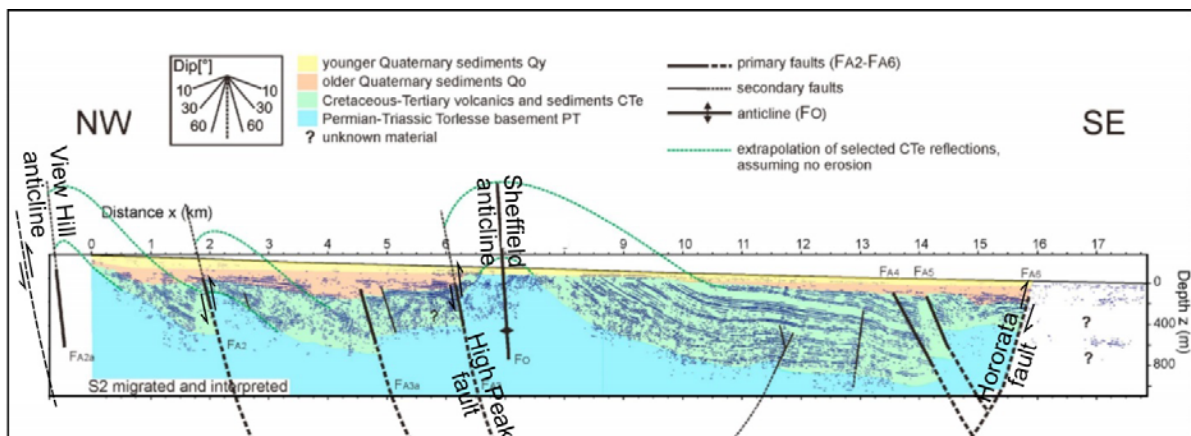 Dip[°]
10
30
60
10
30
60
younger Quaternary sediments Qy
older Quaternary sediments Qo
Cretaceous-Tertiary volcanics and sediments CTe
Permian-Triassic Torlesse basement PT
? unknown material
primary faults (FA2-FA6)
secondary faults
anticline (FO)
extrapolation of selected CTe reflections,
assuming no erosion
NW
SE
View Hill
anticline
Sheffield
anticline
Distance x (km)
0 1 2 3 4 5 6 9 10 11 12 13 14 15 16 17
FA4
FA5
FA6
0
400
800
Depth z (m)
?
?
?
FA2a
FA2
FA3a
FO
High Peak
fault
Hororata
fault
S2 migrated and interpreted